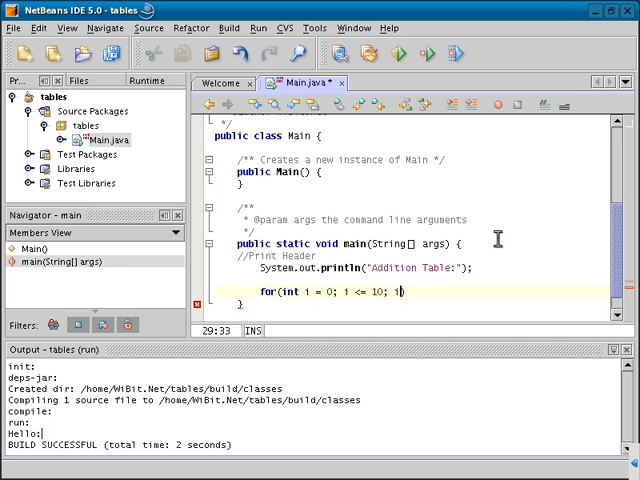 NetBeans IDE 5.0 - tables
File Edit View Navigate Source Refactor Build Run CVS Tools Window Help
Pr... Files Runtime
tables
Source Packages
tables
Main.java
Test Packages
Libraries
Test Libraries
Navigator - main
Members View
Main()
main(String[] args)
Filters:
Welcome x Main.java * x
*/
public class Main {
/** Creates a new instance of Main */
public Main() {
}
/**
* @param args the command line arguments
*/
public static void main(String[] args) {
//Print Header
System.out.println("Addition Table:");
for(int i = 0; i <= 10; i)
}
29:33 INS
Output - tables (run)
init:
deps-jar:
Created dir: /home/WiBit.Net/tables/build/classes
Compiling 1 source file to /home/WiBit.Net/tables/build/classes
compile:
run:
Hello:
BUILD SUCCESSFUL (total time: 2 seconds)